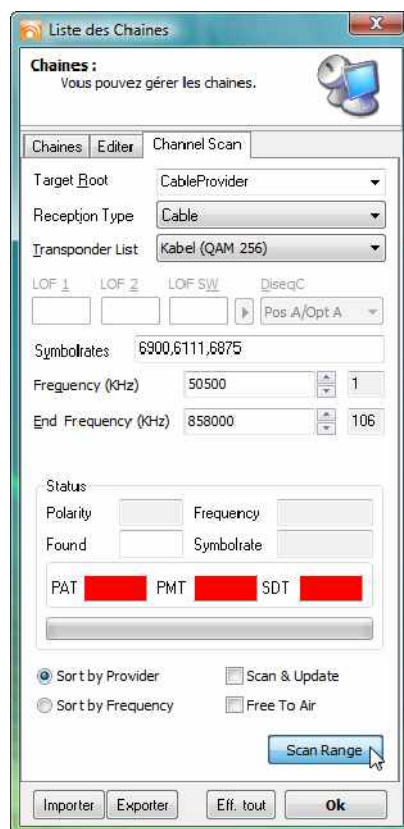 Liste des Chaines
Chaines :
Vous pouvez gérer les chaines.
Chaines Editer Channel Scan
Target Root CableProvider
Reception Type Cable
Transponder List Kabel (QAM 256)
LOF 1 LOF 2 LOF SW DiseqC
Pos A/Opt A
Symbolrates 6900,6111,6875
Frequency (KHz) 50500 1
End Frequency (KHz) 858000 106
Status
Polarity Frequency
Found Symbolrate
PAT PMT SDT
Sort by Provider Scan & Update
Sort by Frequency Free To Air
Scan Range
Importer Exporter Eff. tout Ok